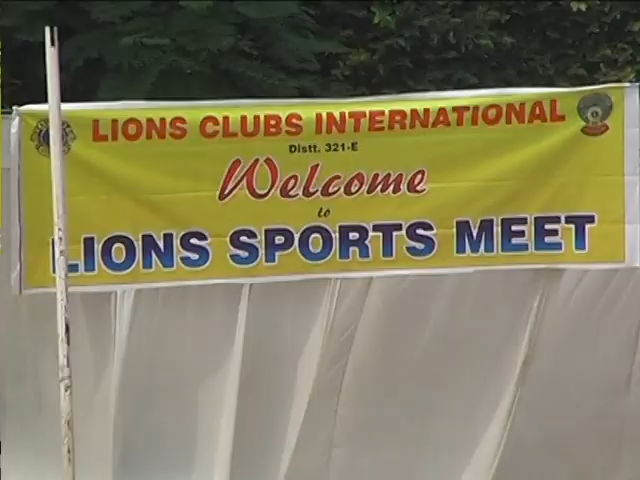 LIONS CLUBS INTERNATIONAL
Distt. 321-E
Welcome
to
LIONS SPORTS MEET